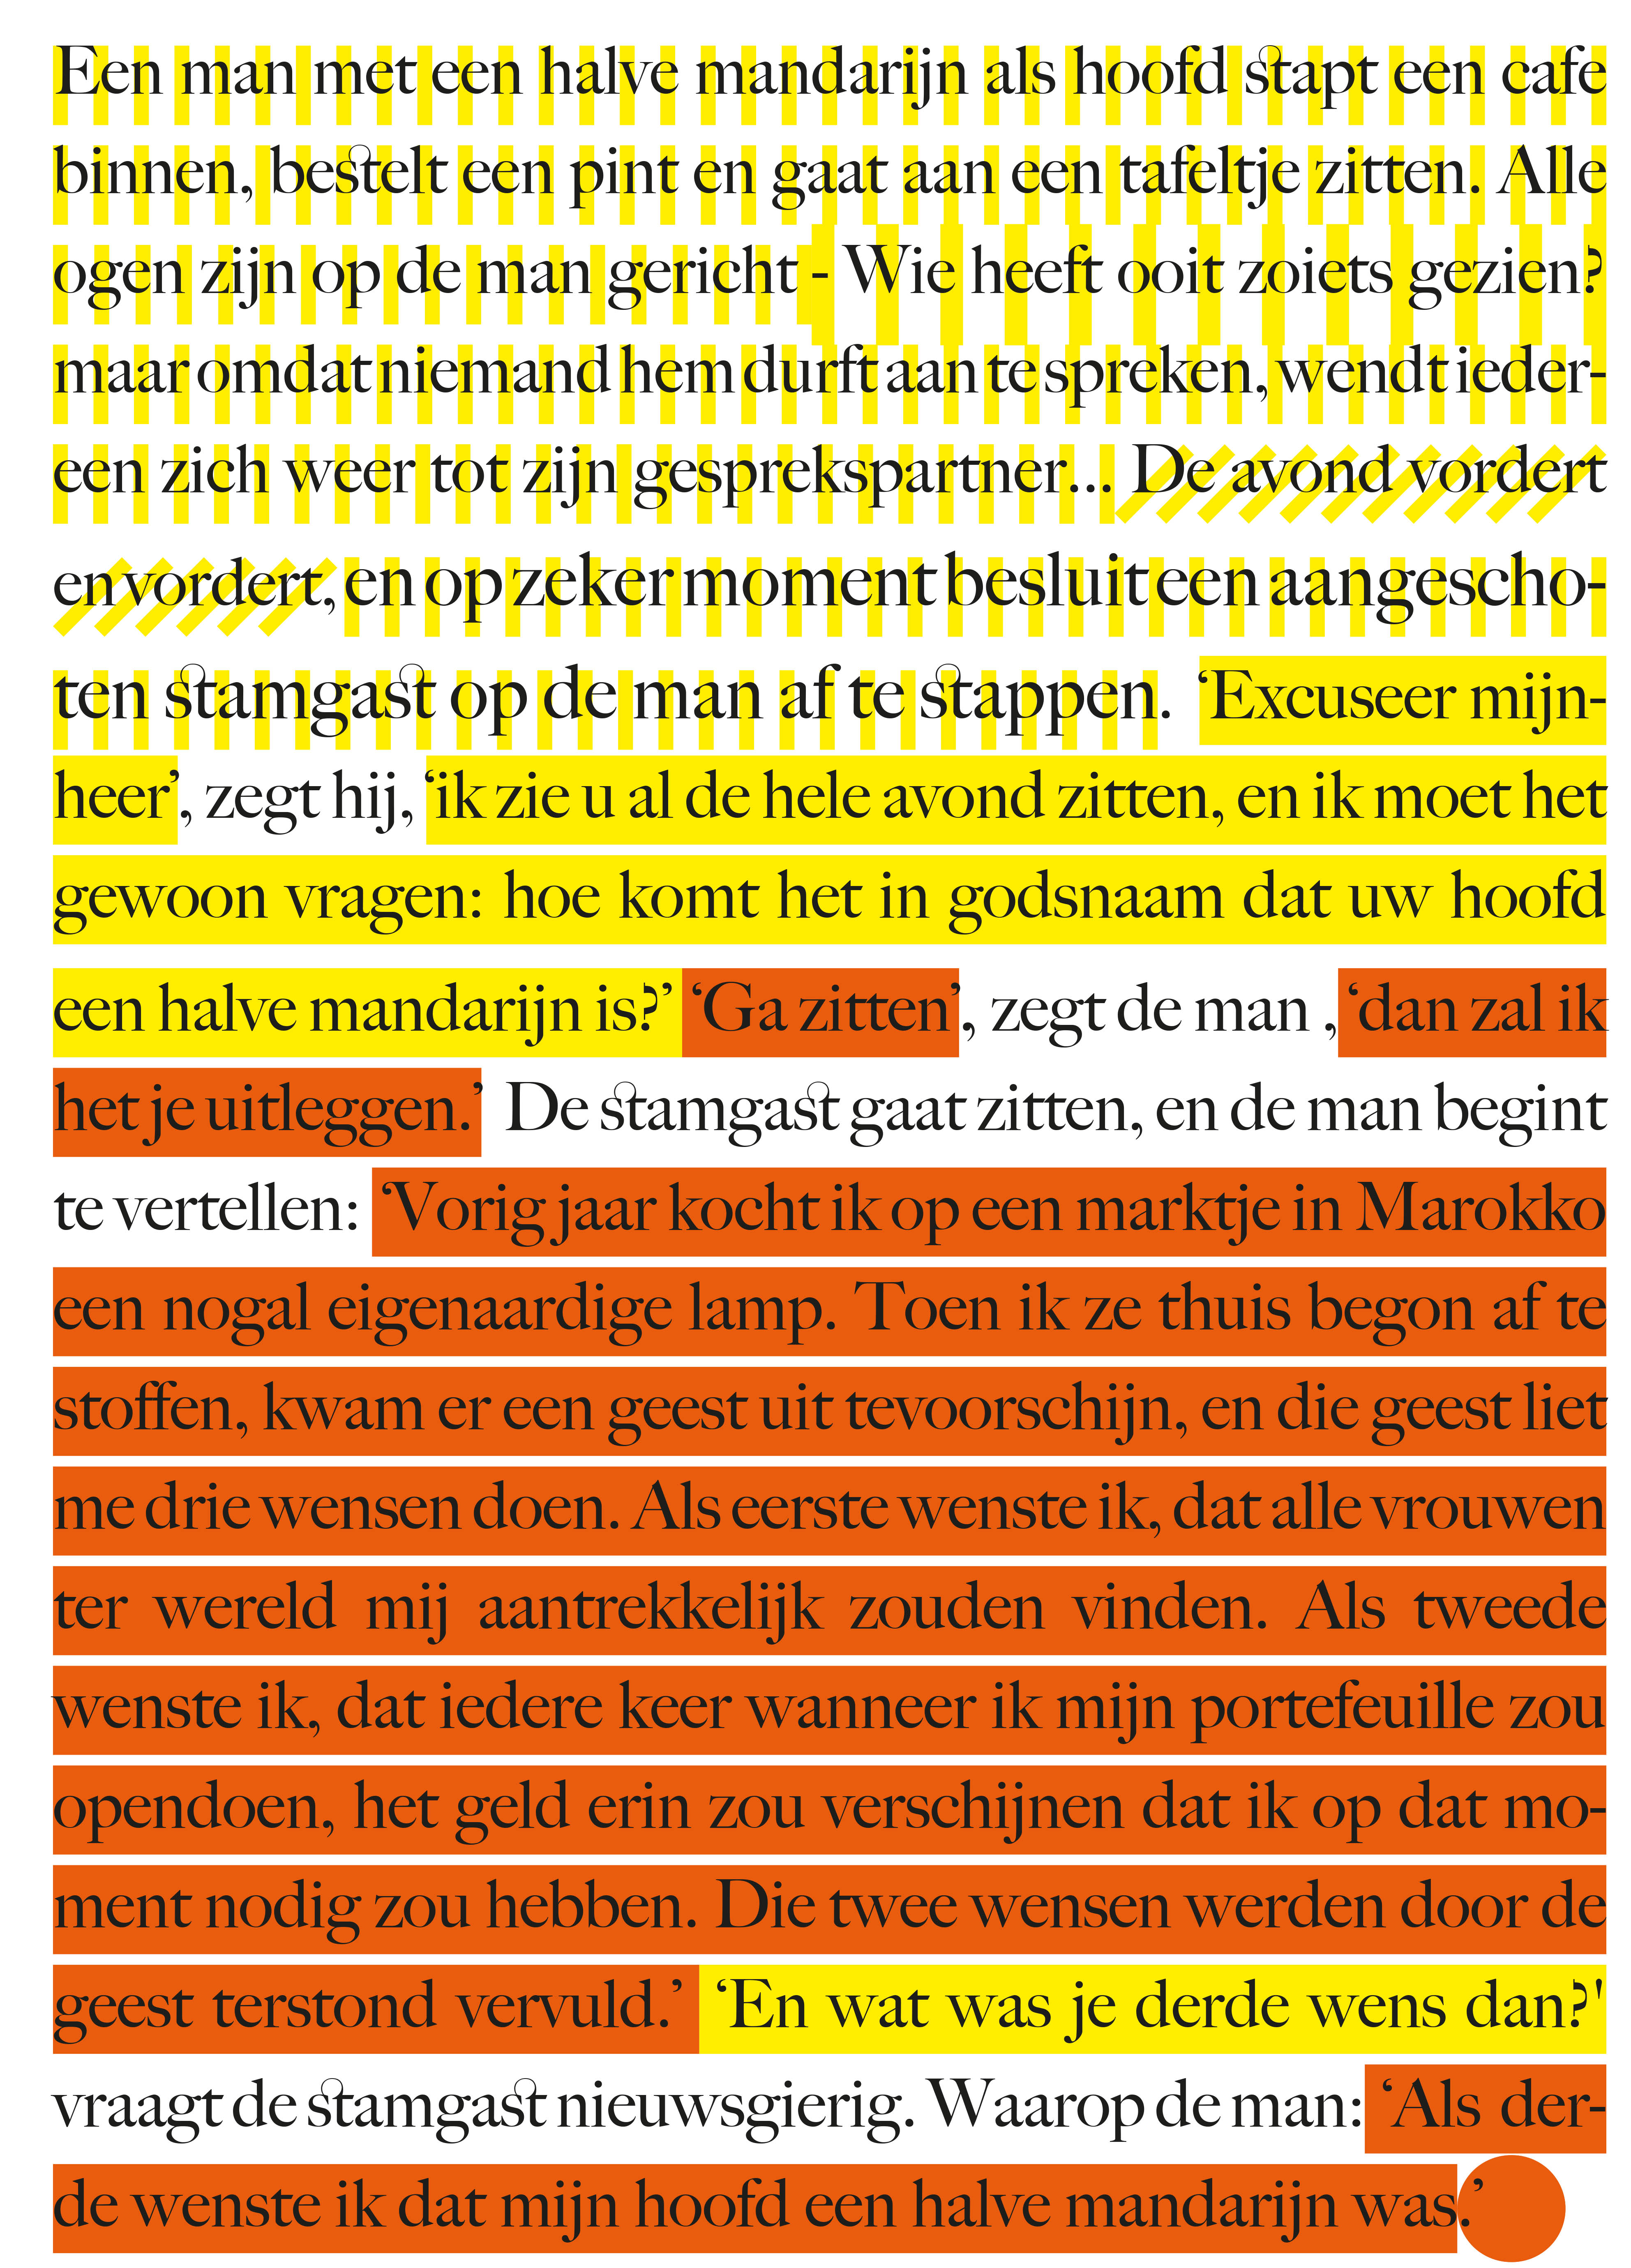 Een man met een halve mandarijn als hoofd stapt een cafe
binnen, bestelt een pint en gaat aan een tafeltje zitten. Alle
ogen zijn op de man gericht - Wie heeft ooit zoiets gezien?
maar omdat niemand hem durft aan te spreken, wendt ieder-
een zich weer tot zijn gesprekspartner... De avond vordert
en vordert, en op zeker moment besluit een aangescho-
ten stamgast op de man af te stappen. ‘Excuseer mijn-
heer’, zegt hij, ‘ik zie u al de hele avond zitten, en ik moet het
gewoon vragen: hoe komt het in godsnaam dat uw hoofd
een halve mandarijn is?’ ‘Ga zitten’, zegt de man , ‘dan zal ik
het je uitleggen.’ De stamgast gaat zitten, en de man begint
te vertellen: ‘Vorig jaar kocht ik op een marktje in Marokko
een nogal eigenaardige lamp. Toen ik ze thuis begon af te
stoffen, kwam er een geest uit tevoorschijn, en die geest liet
me drie wensen doen. Als eerste wenste ik, dat alle vrouwen
ter wereld mij aantrekkelijk zouden vinden. Als tweede
wenste ik, dat iedere keer wanneer ik mijn portefeuille zou
opendoen, het geld erin zou verschijnen dat ik op dat mo-
ment nodig zou hebben. Die twee wensen werden door de
geest terstond vervuld.’ ‘En wat was je derde wens dan?'
vraagt de stamgast nieuwsgierig. Waarop de man: ‘Als der-
de wenste ik dat mijn hoofd een halve mandarijn was.’